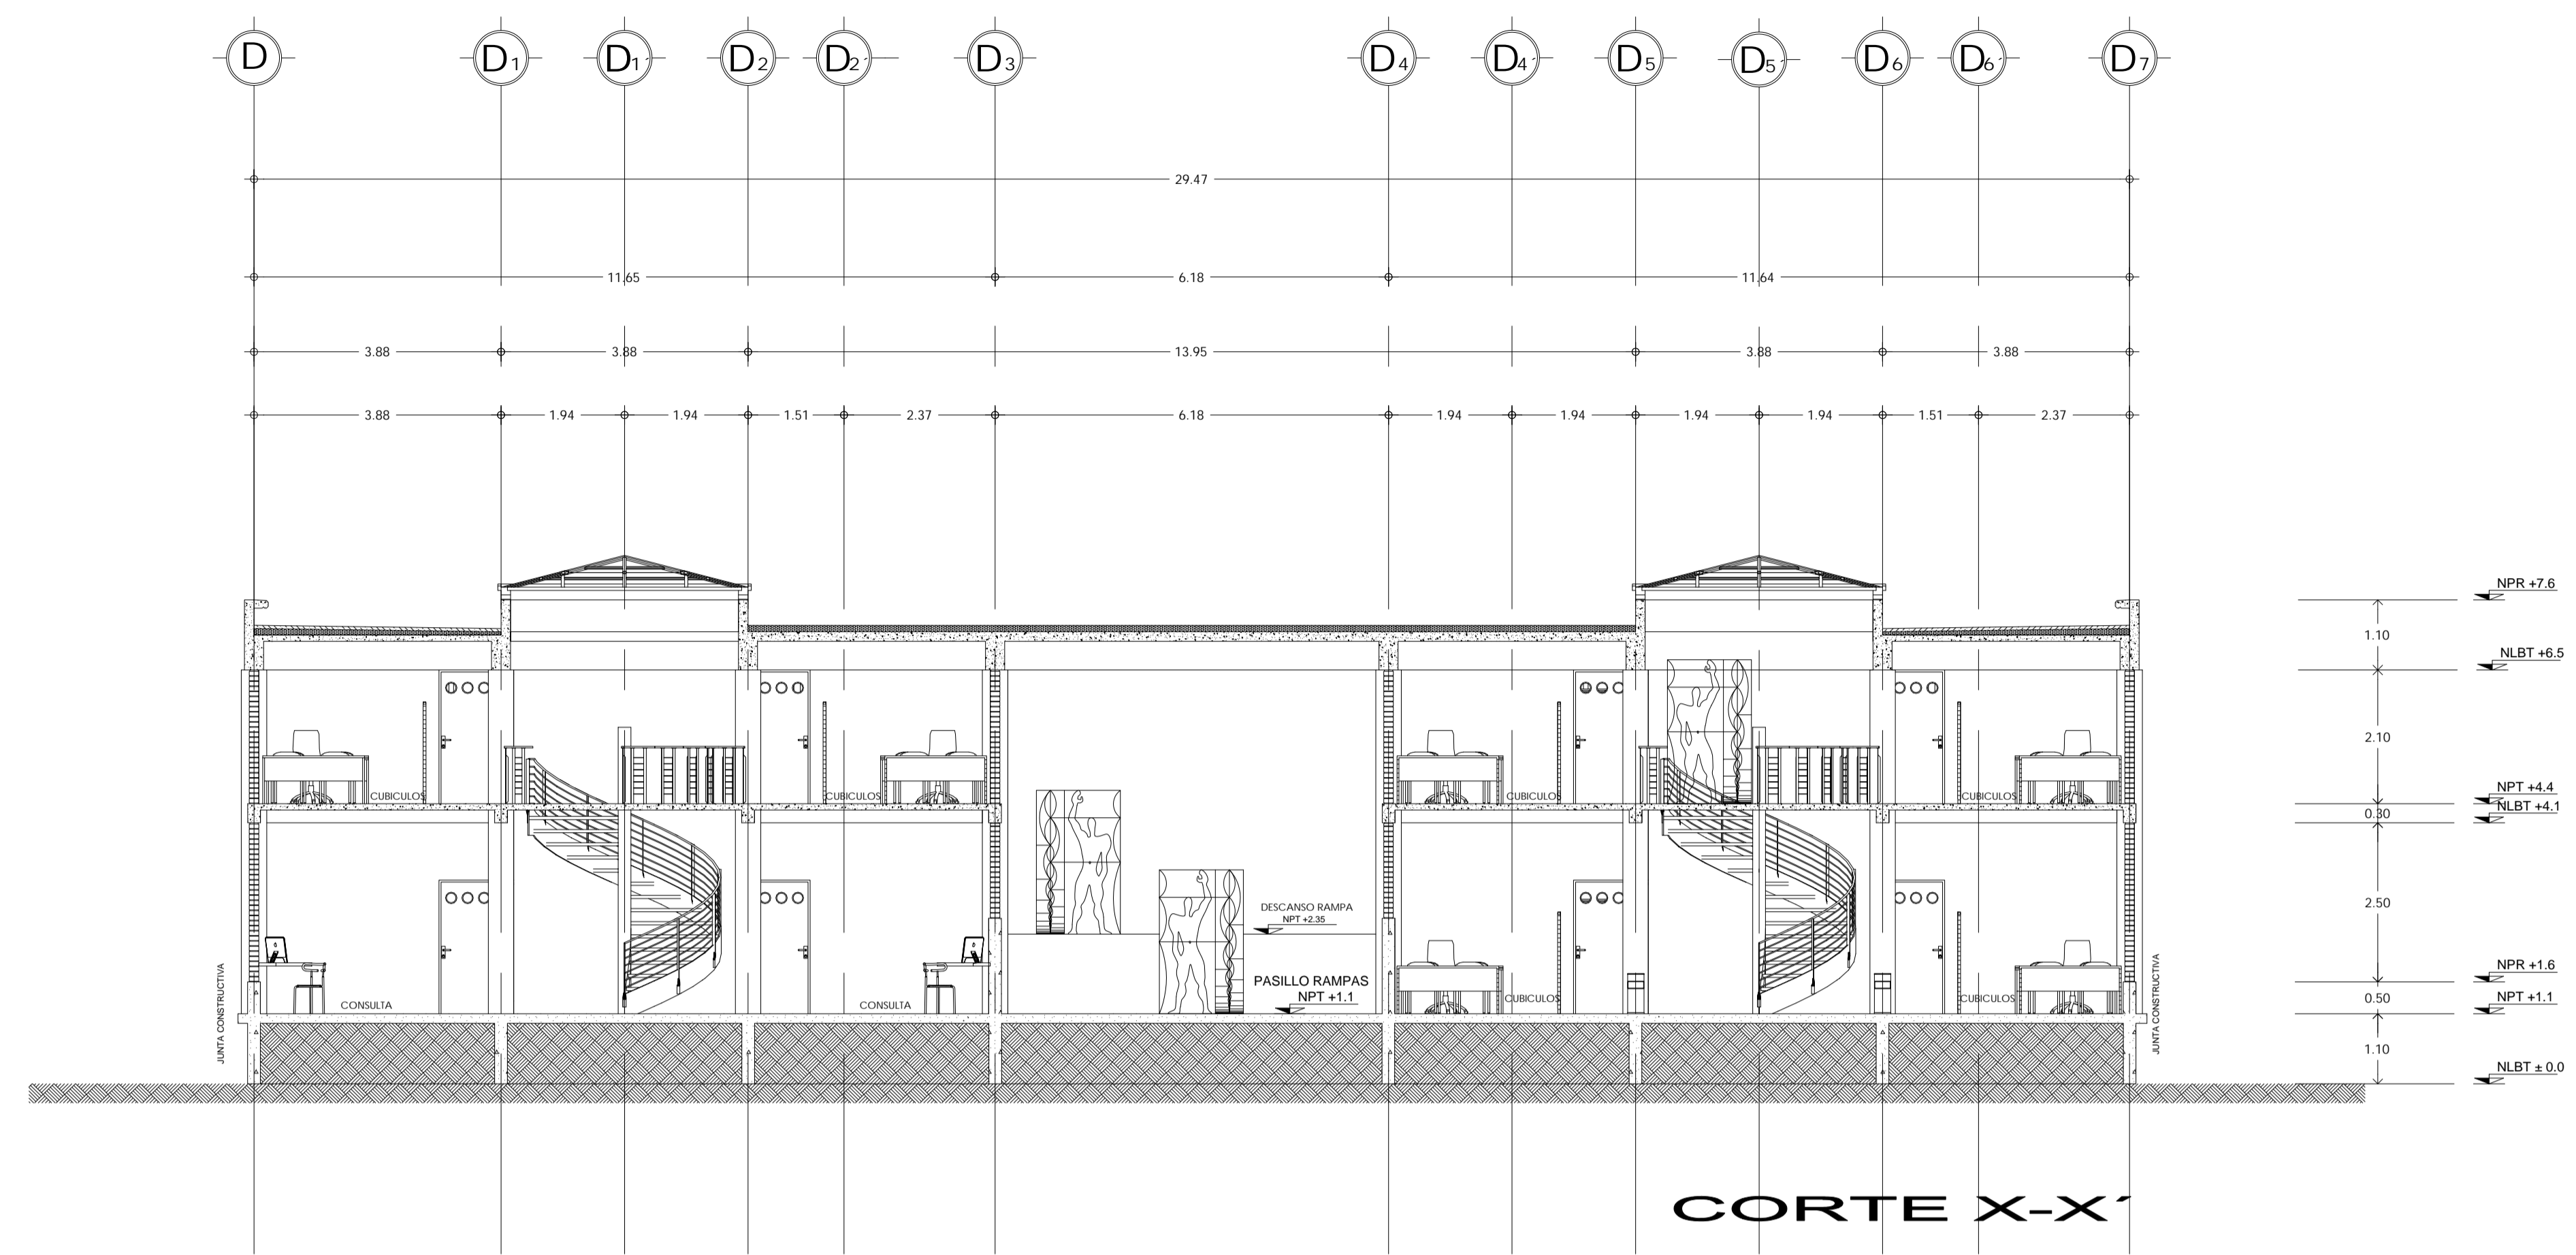 D D1 D1´ D2 D2´ D3 D4 D4´ D5 D5´ D6 D6´ D7
29.47
11.65 6.18 11.64
3.88 3.88 13.95 3.88 3.88
3.88 1.94 1.94 1.51 2.37 6.18 1.94 1.94 1.94 1.94 1.51 2.37
NPR +7.6
1.10
NLBT +6.5
2.10
NPT +4.4
CUBICULOS CUBICULOS CUBICULOS CUBICULOS
NLBT +4.1
0.30
2.50
DESCANSO RAMPA
NPT +2.35
NPR +1.6
PASILLO RAMPAS
NPT +1.1
0.50
NPT +1.1
CONSULTA CONSULTA CUBICULOS CUBICULOS
JUNTA CONSTRUCTIVA
JUNTA CONSTRUCTIVA
1.10
NLBT ± 0.0
CORTE X-X´